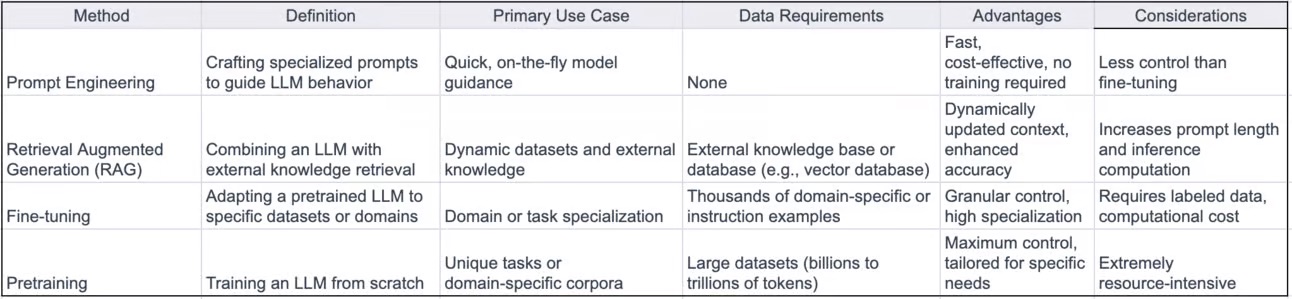 Method Definition Primary Use Case Data Requirements Advantages Considerations
Prompt Engineering
Crafting specialized prompts
to guide LLM behavior
Quick, on-the-fly model
guidance
None
Fast,
cost-effective, no
training required
Less control than
fine-tuning
Retrieval Augmented
Generation (RAG)
Combining an LLM with
external knowledge retrieval
Dynamic datasets and external
knowledge
External knowledge base or
database (e.g., vector database)
Dynamically
updated context,
enhanced
accuracy
Increases prompt length
and inference
computation
Fine-tuning
Adapting a pretrained LLM to
specific datasets or domains
Domain or task specialization
Thousands of domain-specific or
instruction examples
Granular control,
high specialization
Requires labeled data,
computational cost
Pretraining
Training an LLM from scratch
Unique tasks or
domain-specific corpora
Large datasets (billions to
trillions of tokens)
Maximum control,
tailored for specific
needs
Extremely
resource-intensive